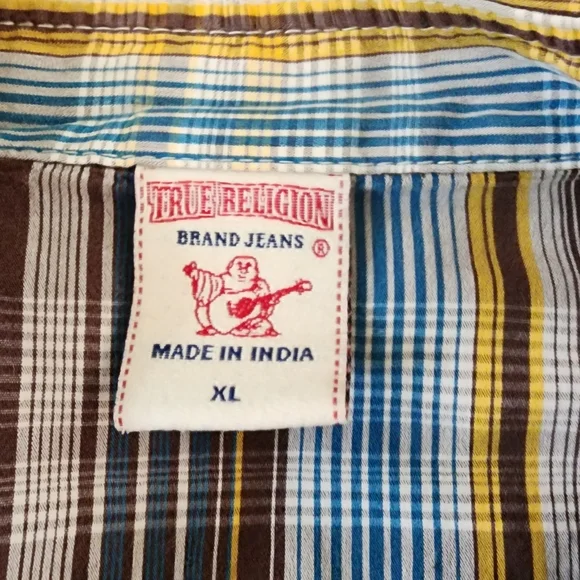 TRUE RELIGION
BRAND JEANS ®
MADE IN INDIA
XL